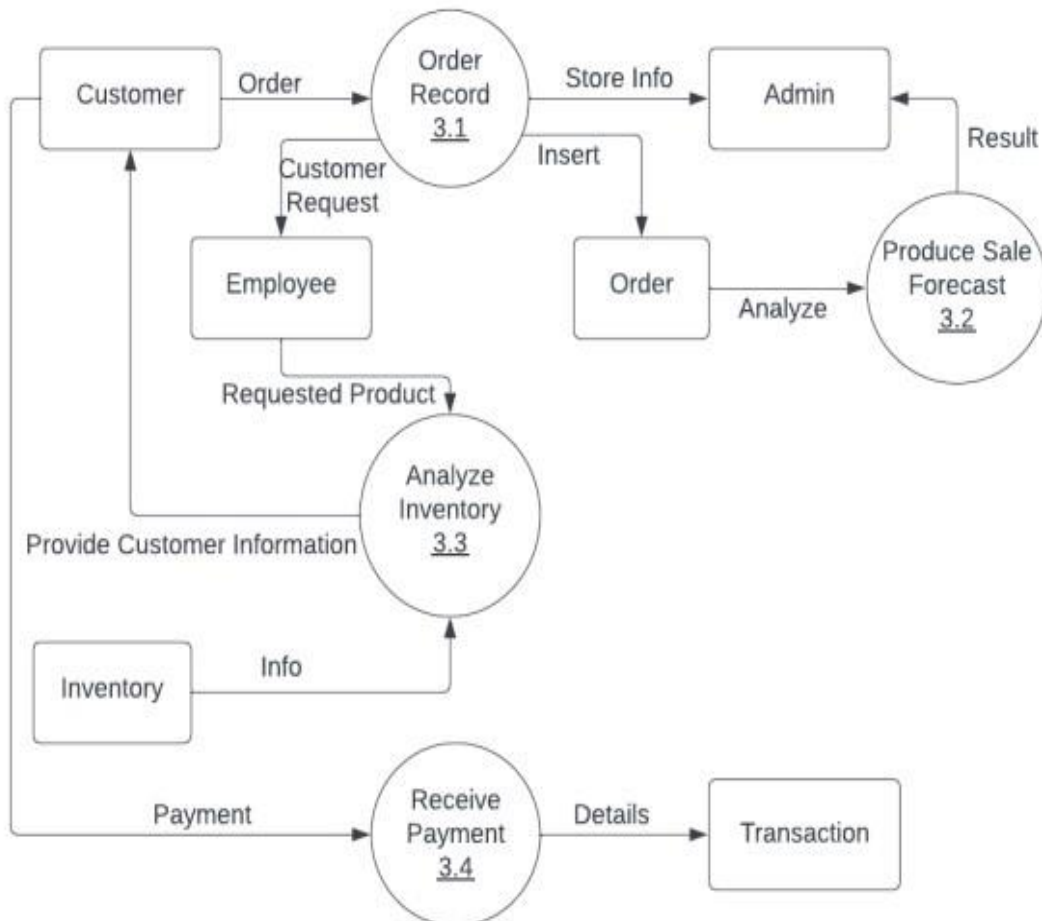 Customer
Order
Order
Record
3.1
Store Info
Admin
Result
Customer
Request
Insert
Employee
Order
Analyze
Produce Sale
Forecast
3.2
Requested Product
Analyze
Inventory
3.3
Provide Customer Information
Inventory
Info
Payment
Receive
Payment
3.4
Details
Transaction